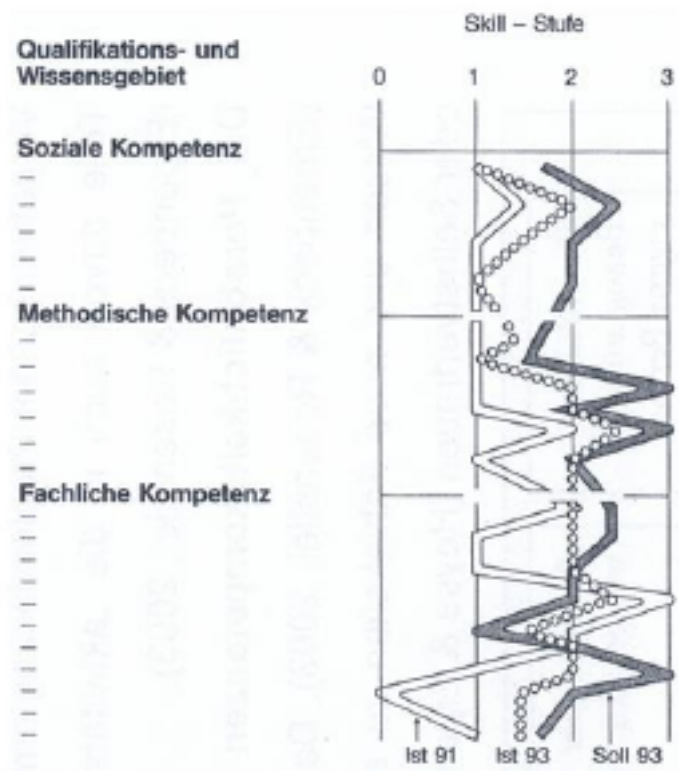 Skill – Stufe
Qualifikations- und
Wissensgebiet
0 1 2 3
Soziale Kompetenz
Methodische Kompetenz
Fachliche Kompetenz
Ist 91 Ist 93 Soll 93